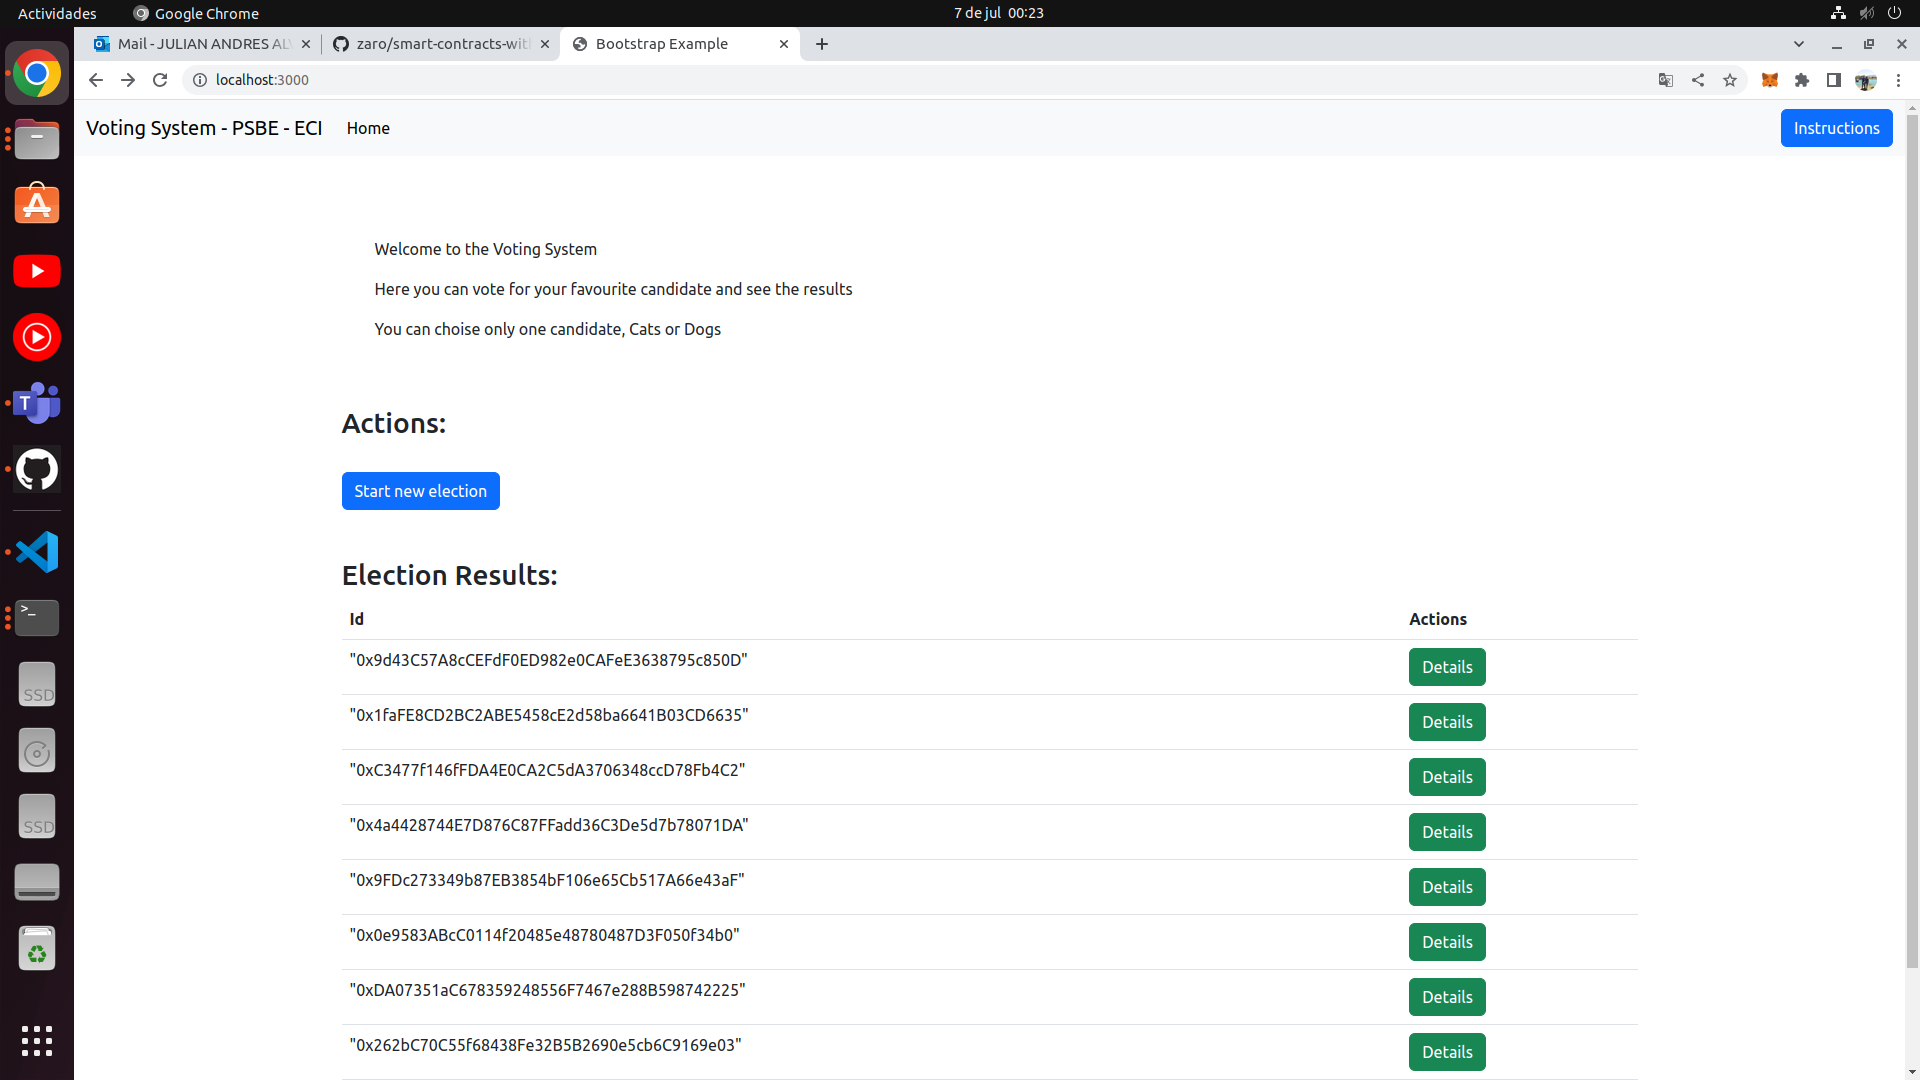 Actividades
Google Chrome
7 de jul 00:23
Mail - JULIAN ANDRES AL
zaro/smart-contracts-wit
Bootstrap Example
localhost:3000
Voting System - PSBE - ECI
Home
Instructions
Welcome to the Voting System
Here you can vote for your favourite candidate and see the results
You can choise only one candidate, Cats or Dogs
Actions:
Start new election
Election Results:
Id Actions
"0x9d43C57A8cCEFdF0ED982e0CAFeE3638795c850D" Details
"0x1faFE8CD2BC2ABE5458cE2d58ba6641B03CD6635" Details
"0xC3477f146fFDA4E0CA2C5dA3706348ccD78Fb4C2" Details
"0x4a4428744E7D876C87FFadd36C3De5d7b78071DA" Details
"0x9FDc273349b87EB3854bF106e65Cb517A66e43aF" Details
"0x0e9583ABcC0114f20485e48780487D3F050f34b0" Details
"0xDA07351aC678359248556F7467e288B598742225" Details
"0x262bC70C55f68438Fe32B5B2690e5cb6C9169e03" Details
T
>_
SSD
SSD